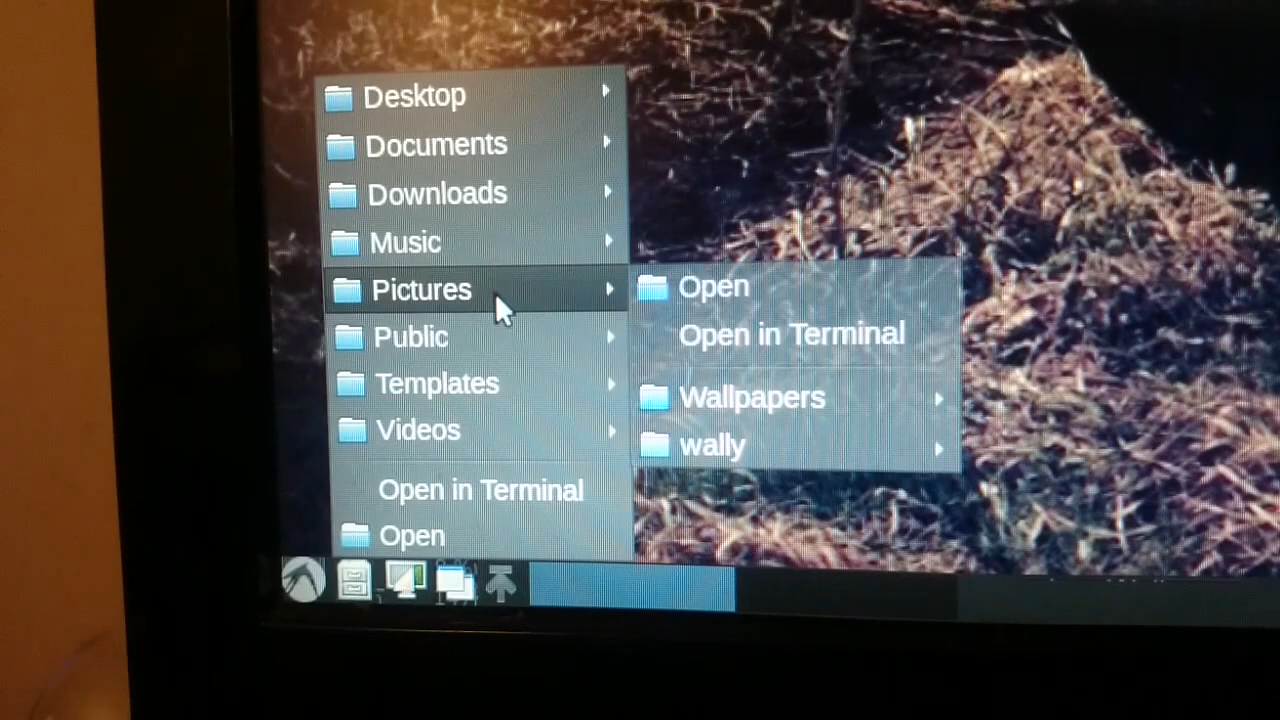 Desktop
Documents
Downloads
Music
Pictures
Public
Templates
Videos
Open in Terminal
Open
Open
Open in Terminal
Wallpapers
wally